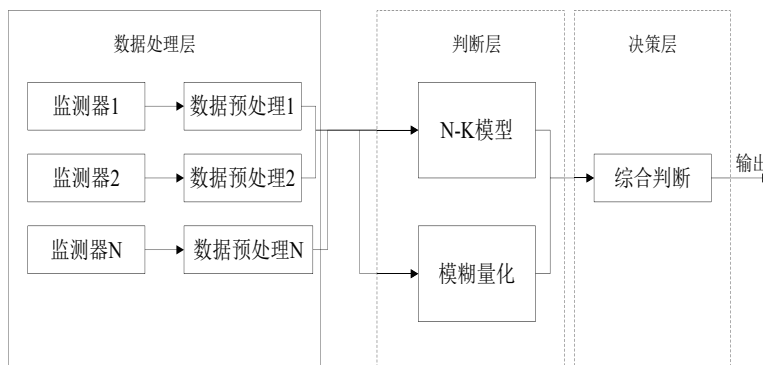 数据处理层
判断层
决策层
监测器1
数据预处理1
N-K模型
监测器2
数据预处理2
综合判断
输出
监测器N
数据预处理N
模糊量化